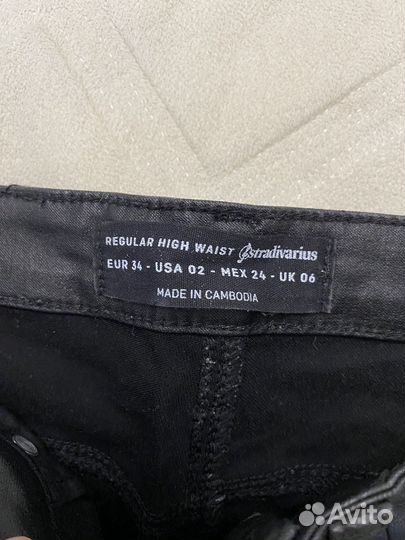 REGULAR HIGH WAIST stradivarius
EUR 34 - USA 02 - MEX 24 - UK 06
MADE IN CAMBODIA
Avito